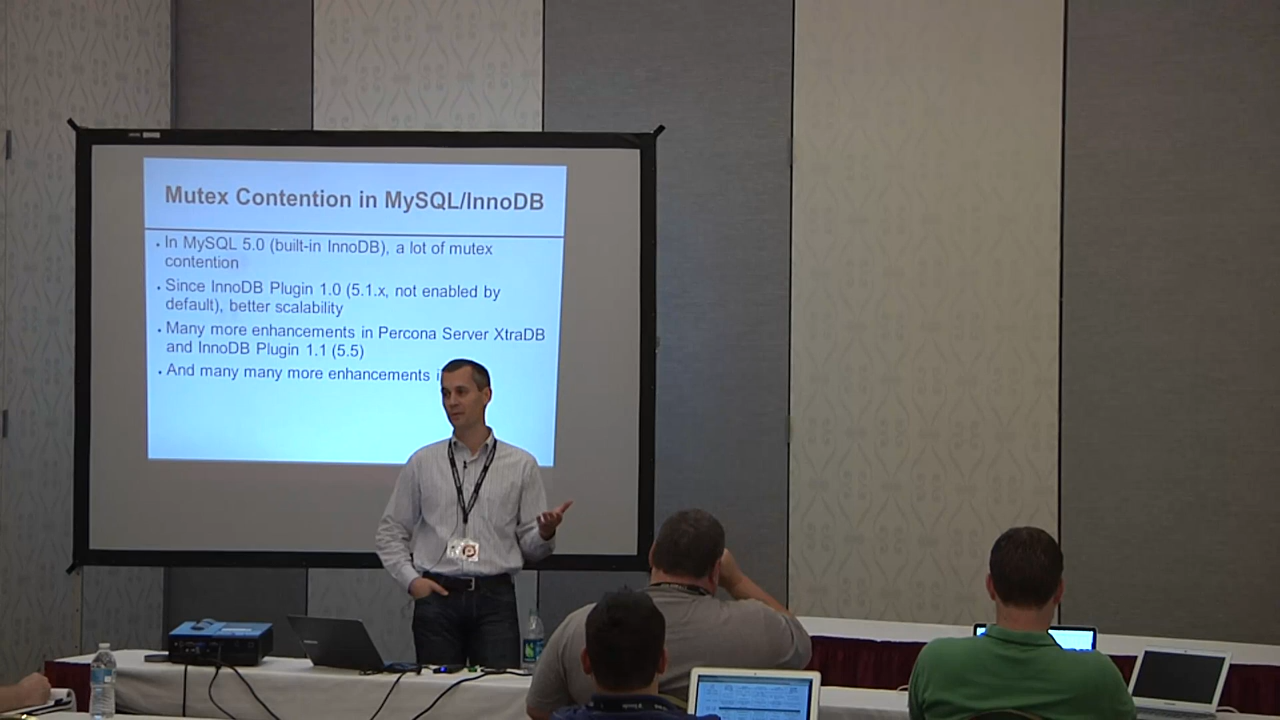 Mutex Contention in MySQL/InnoDB
• In MySQL 5.0 (built-in InnoDB), a lot of mutex
contention
• Since InnoDB Plugin 1.0 (5.1.x, not enabled by
default), better scalability
• Many more enhancements in Percona Server XtraDB
and InnoDB Plugin 1.1 (5.5)
• And many many more enhancements